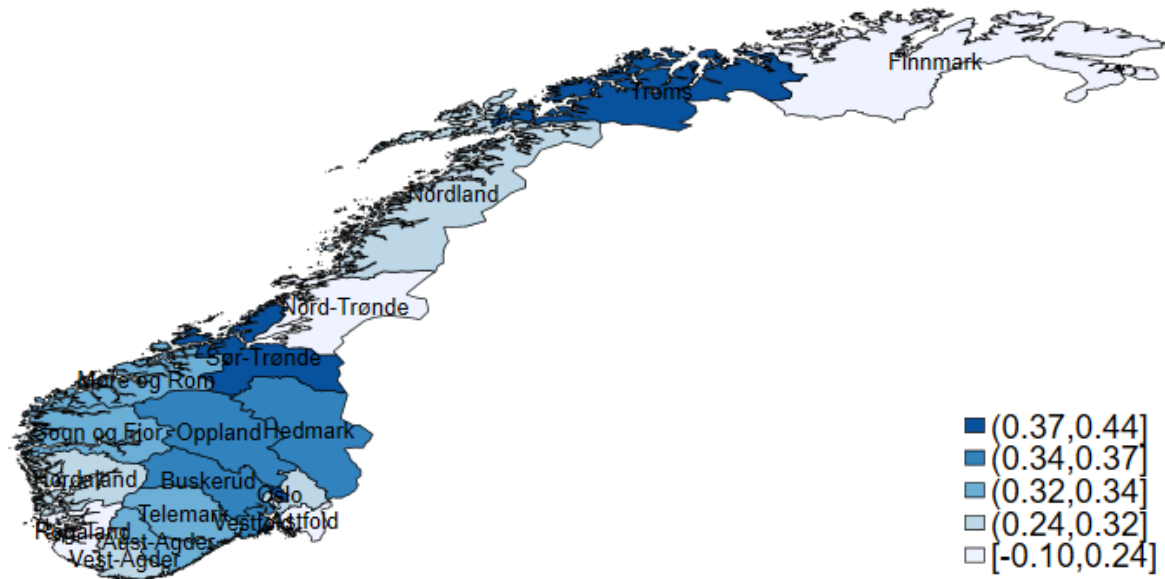 Finnmark
Troms
Nordland
Nord-Trønde
Sør-Trønde
Møre og Rom
Sogn og Fjor
Oppland
Hedmark
Hordaland
Buskerud
Oslo
Telemark
Vestfold
Østfold
Rogaland
Aust-Agder
Vest-Agder
(0.37,0.44]
(0.34,0.37]
(0.32,0.34]
(0.24,0.32]
[-0.10,0.24]